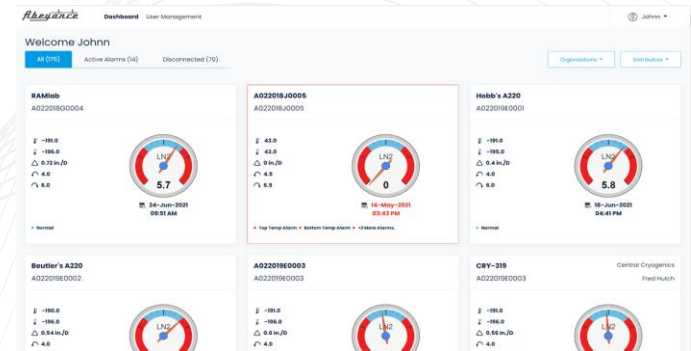 Abeyance Dashboard User Management Johnn
Welcome Johnn
All (175) Active Alarms (14) Disconnected (70) Organizations Distributors
RAMlab
A022018G0004
-191.0
-196.0
0.72 in./D
4.0
6.0
LN2
5.7
24-Jun-2021
09:51 AM
Normal
A022018J0005
A022018J0005
43.0
43.0
0 in./D
4.5
6.5
LN2
0
14-May-2021
03:43 PM
Top Temp Alarm Bottom Temp Alarm +2 More Alarms.
Hobb's A220
A022019E0001
-191.0
-195.0
0.4 in./D
4.0
6.0
LN2
5.8
18-Jun-2021
04:41 PM
Normal
Beutler's A220
A022019E0002
-190.0
-196.0
0.54 in./D
4.0
LN2
A022019E0003
A022019E0003
-191.0
-196.0
0.6 in./D
4.0
LN2
CRY-319 Central Cryogenics
A022019E0003 Fred Hutch
-191.0
-196.0
0.56 in./D
4.0
LN2